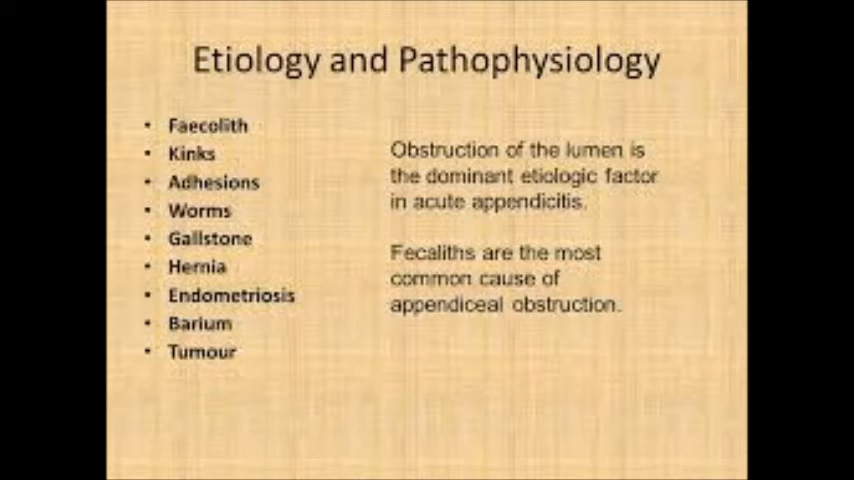 Etiology and Pathophysiology
• Faecolith
• Kinks
• Adhesions
• Worms
• Gallstone
• Hernia
• Endometriosis
• Barium
• Tumour
Obstruction of the lumen is
the dominant etiologic factor
in acute appendicitis.
Fecaliths are the most
common cause of
appendiceal obstruction.